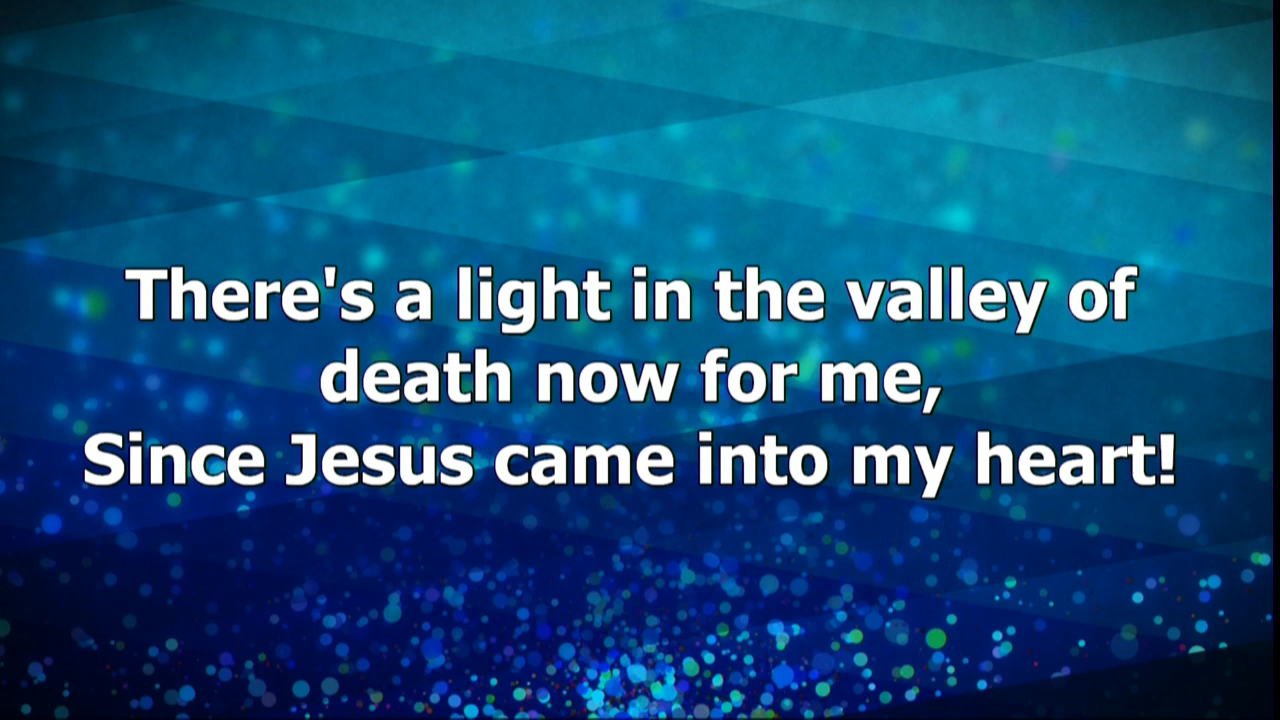 There's a light in the valley of
death now for me,
Since Jesus came into my heart!